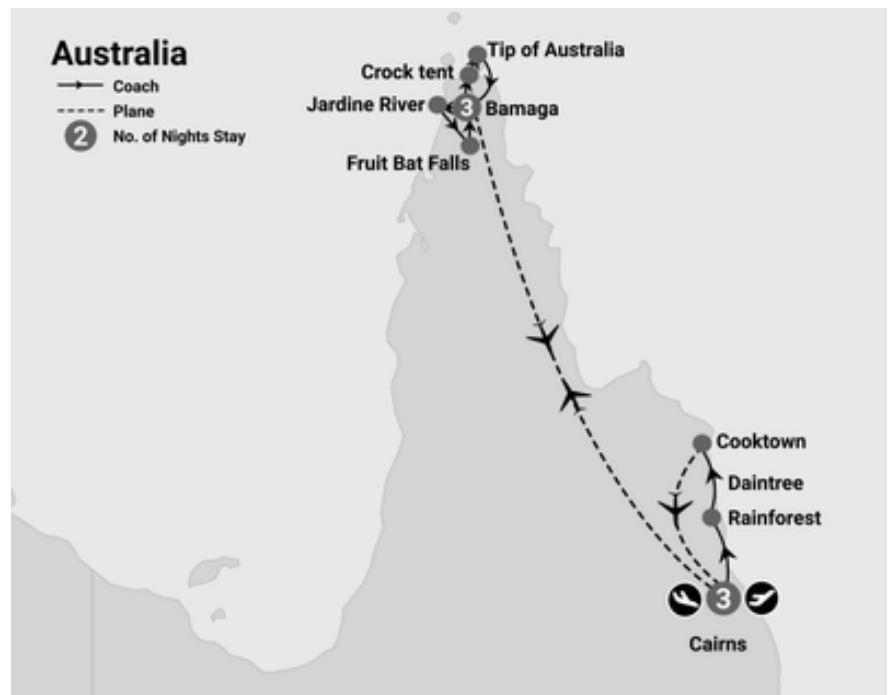 Australia
Coach
Plane
2 No. of Nights Stay
Tip of Australia
Crock tent
Jardine River
3 Bamaga
Fruit Bat Falls
Cooktown
Daintree
Rainforest
3
Cairns